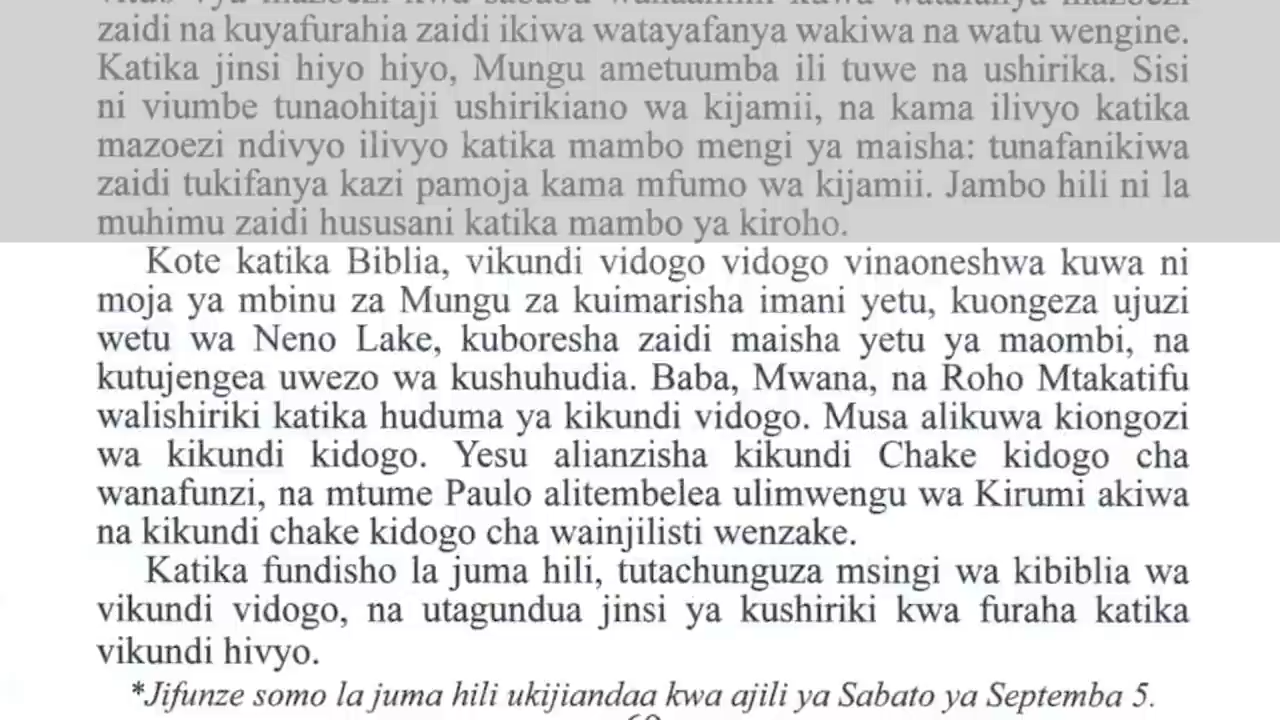 zaidi na kuyafurahia zaidi ikiwa watayafanya wakiwa na watu wengine.
Katika jinsi hiyo hiyo, Mungu ametuumba ili tuwe na ushirika. Sisi
ni viumbe tunaohitaji ushirikiano wa kijamii, na kama ilivyo katika
mazoezi ndivyo ilivyo katika mambo mengi ya maisha: tunafanikiwa
zaidi tukifanya kazi pamoja kama mfumo wa kijamii. Jambo hili ni la
muhimu zaidi hususani katika mambo ya kiroho.
Kote katika Biblia, vikundi vidogo vidogo vinaoneshwa kuwa ni
moja ya mbinu za Mungu za kuimarisha imani yetu, kuongeza ujuzi
wetu wa Neno Lake, kuboresha zaidi maisha yetu ya maombi, na
kutujengea uwezo wa kushuhudia. Baba, Mwana, na Roho Mtakatifu
walishiriki katika huduma ya kikundi vidogo. Musa alikuwa kiongozi
wa kikundi kidogo. Yesu alianzisha kikundi Chake kidogo cha
wanafunzi, na mtume Paulo alitembelea ulimwengu wa Kirumi akiwa
na kikundi chake kidogo cha wainjilisti wenzake.
Katika fundisho la juma hili, tutachunguza msingi wa kibiblia wa
vikundi vidogo, na utagundua jinsi ya kushiriki kwa furaha katika
vikundi hivyo.
*Jifunze somo la juma hili ukijiandaa kwa ajili ya Sabato ya Septemba 5.